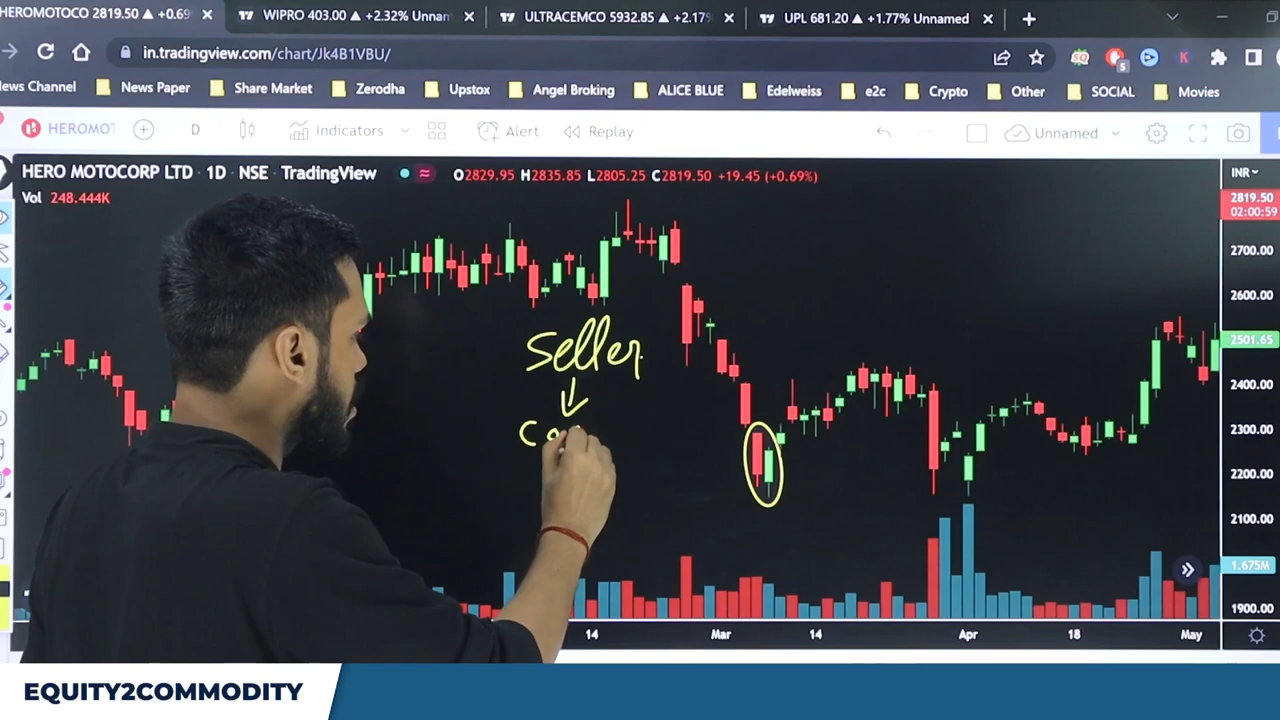 HEROMOTOCO 2819.50 ▲ +0.69 × WIPRO 403.00 ▲ +2.32% Unnam × ULTRACEMCO 5932.85 ▲ +2.17% × UPL 681.20 ▲ +1.77% Unnamed × +
in.tradingview.com/chart/Jk4B1VBU/
5 K
News Channel News Paper Share Market Zerodha Upstox Angel Broking ALICE BLUE Edelweiss e2c Crypto Other SOCIAL Movies
HEROMOT D Indicators Alert Replay Unnamed
HERO MOTOCORP LTD · 1D · NSE · TradingView O2829.95 H2835.85 L2805.25 C2819.50 +19.45 (+0.69%) INR
Vol 248.444K
2819.50
02:00:59
2700.00
2600.00
Seller
2501.65
2400.00
2300.00
2200.00
2100.00
1.675M
1900.00
14 Mar 14 Apr 18 May
EQUITY2COMMODITY